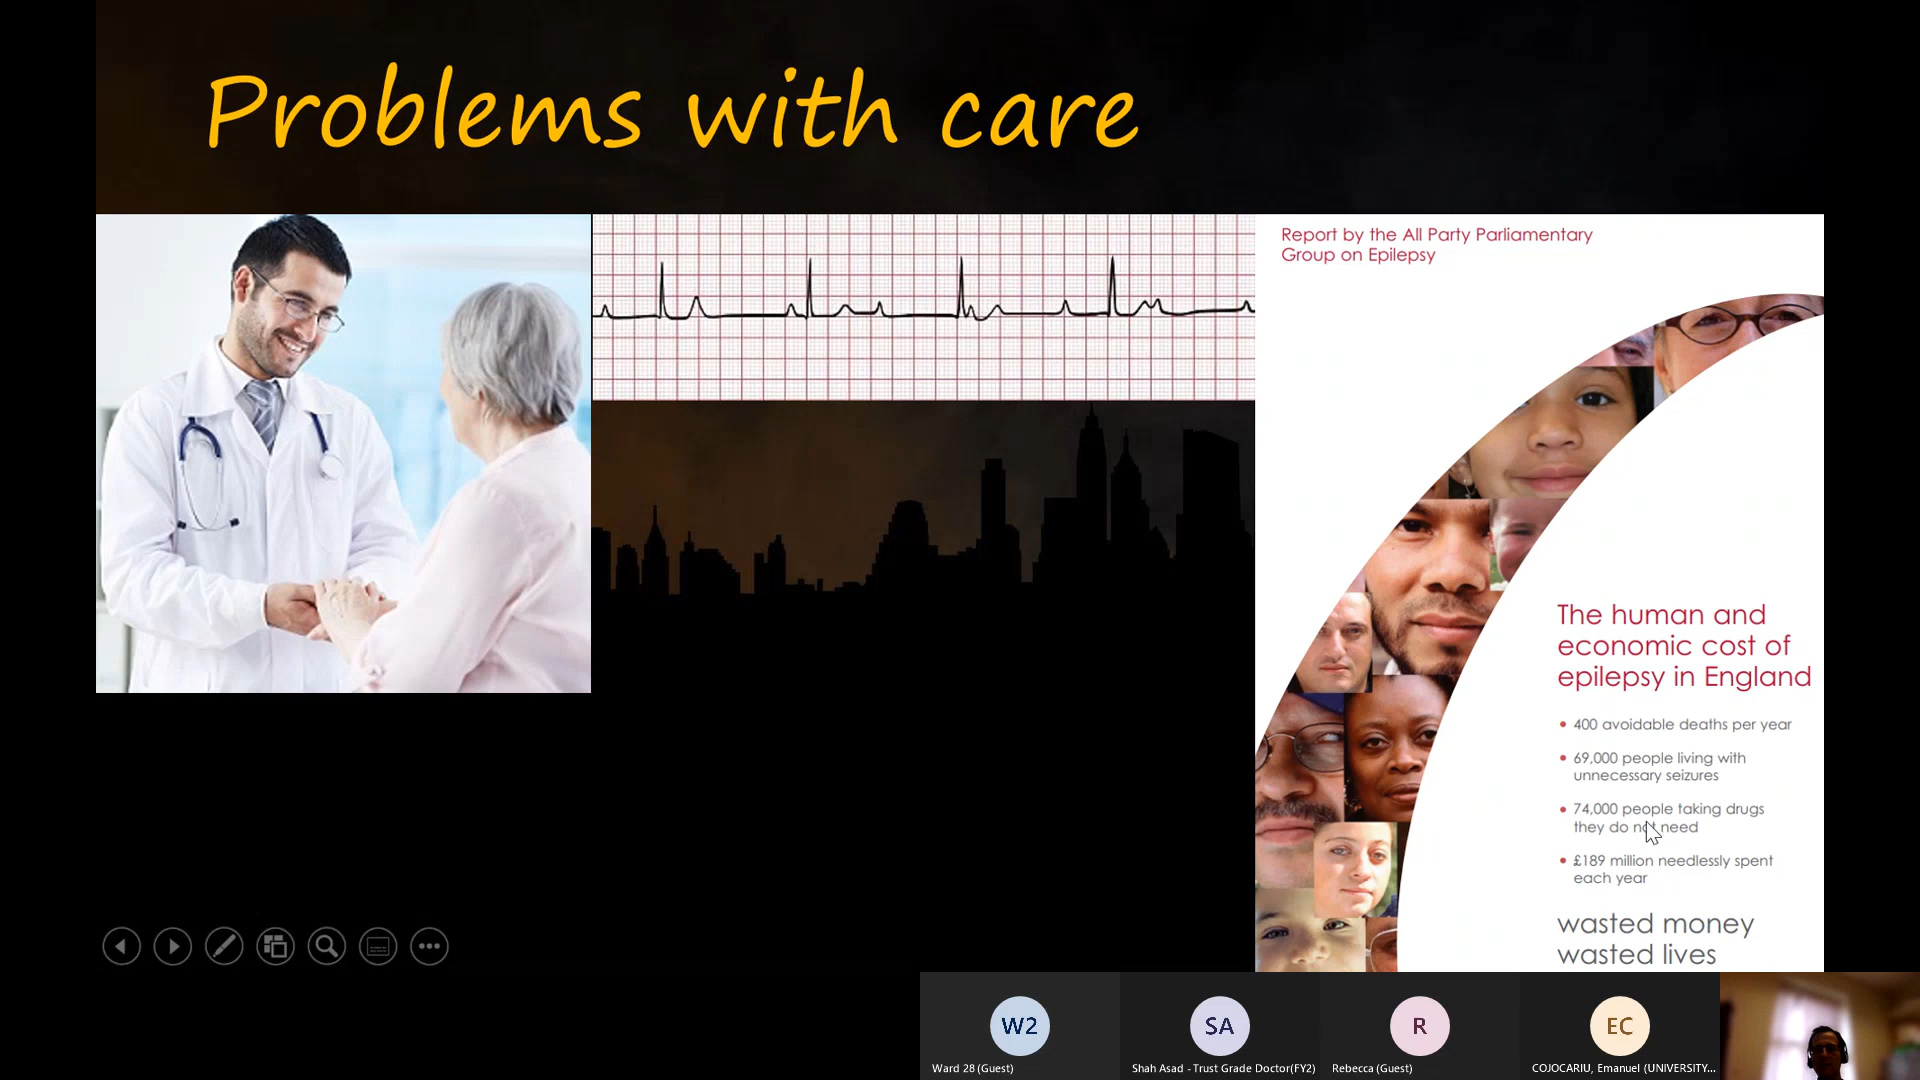 Problems with care
Report by the All Party Parliamentary
Group on Epilepsy
The human and
economic cost of
epilepsy in England
• 400 avoidable deaths per year
• 69,000 people living with
unnecessary seizures
• 74,000 people taking drugs
they do not need
• £189 million needlessly spent
each year
wasted money
wasted lives
W2
SA
R
EC
Ward 28 (Guest)
Shah Asad - Trust Grade Doctor(FY2)
Rebecca (Guest)
COJOCARIU, Emanuel (UNIVERSITY...